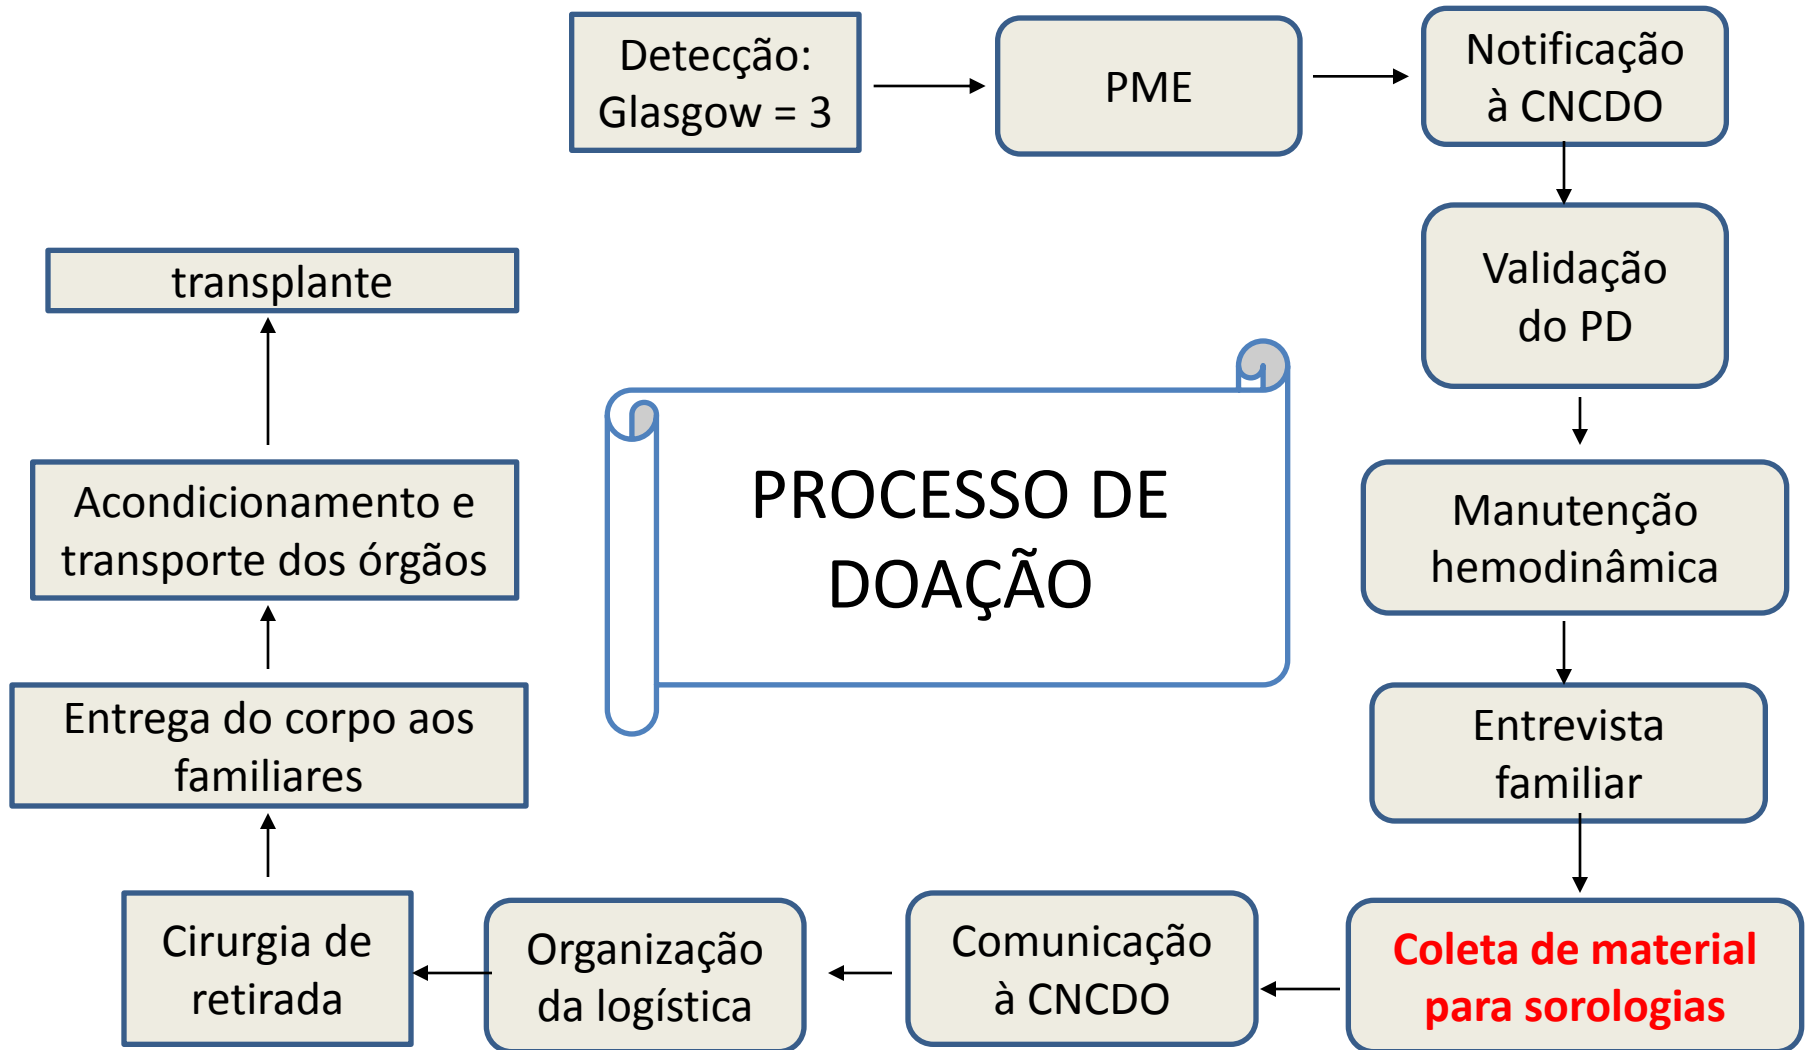 Detecção:
Glasgow = 3
PME
Notificação
à CNCDO
Validação
do PD
Manutenção
hemodinâmica
Entrevista
familiar
Coleta de material
para sorologias
Comunicação
à CNCDO
Organização
da logística
Cirurgia de
retirada
Entrega do corpo aos
familiares
Acondicionamento e
transporte dos órgãos
transplante
PROCESSO DE
DOAÇÃO